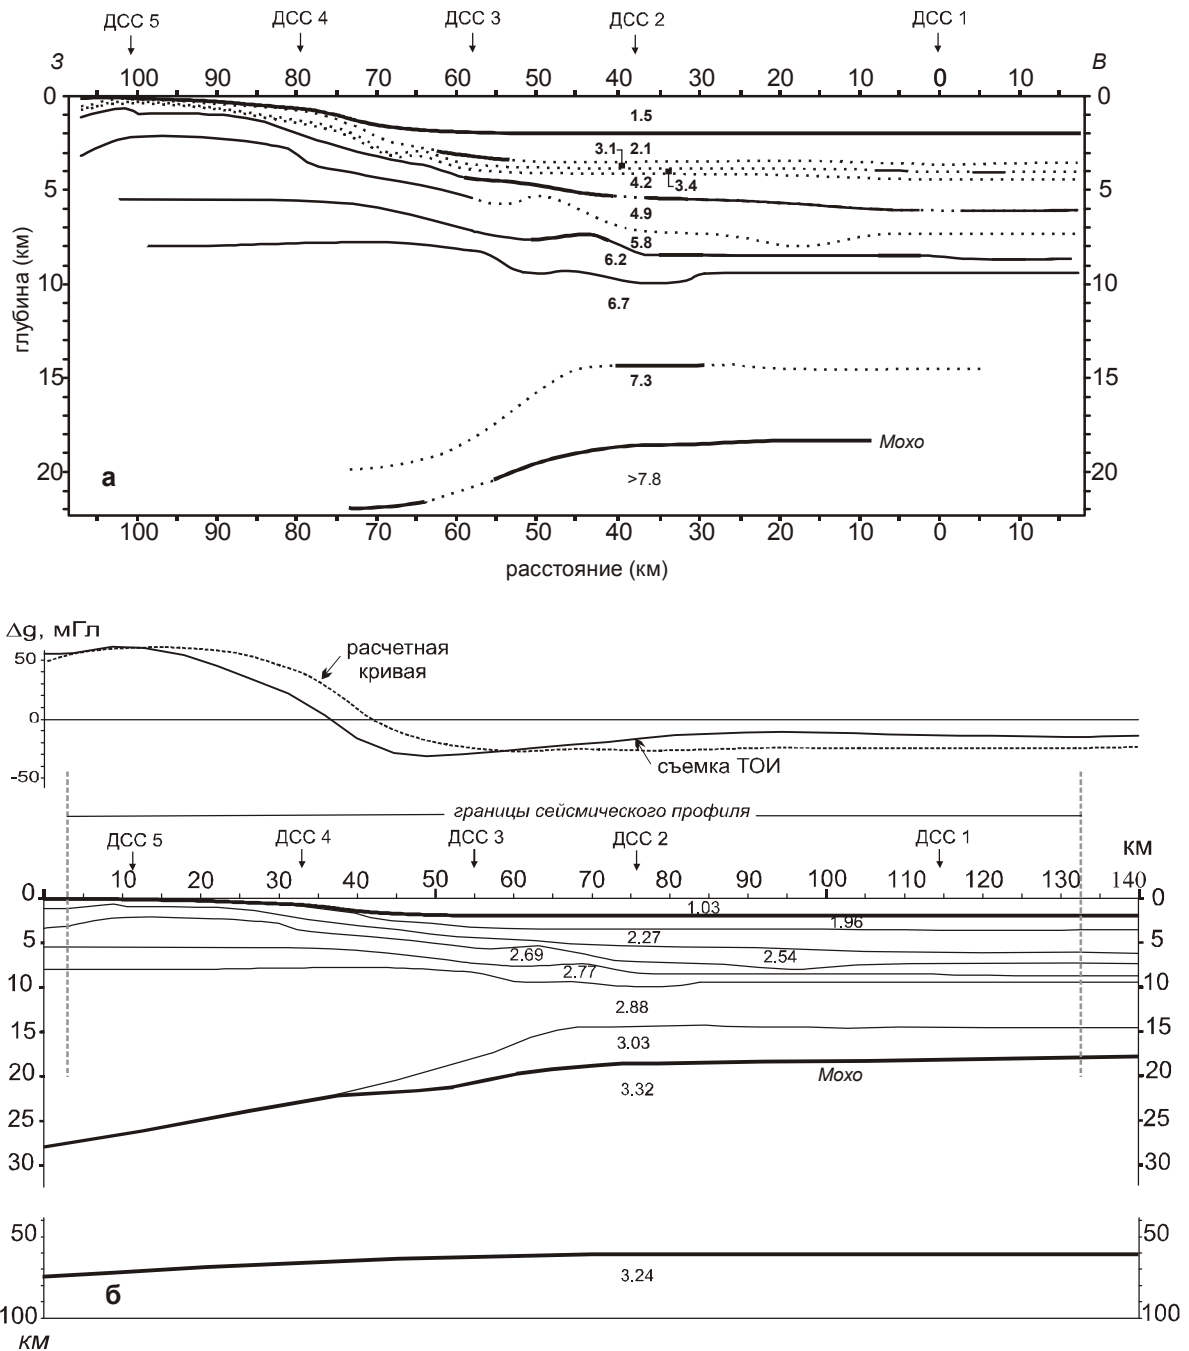 ДСС 5 ДСС 4 ДСС 3 ДСС 2 ДСС 1
З В
100 90 80 70 60 50 40 30 20 10 0 10
0 0
1.5
3.1 2.1
4.2 3.4
5 5
4.9
5.8
6.2
10 10
6.7
глубина (км)
15 15
7.3
Мохо
20 20
а >7.8
100 90 80 70 60 50 40 30 20 10 0 10
расстояние (км)
Δg, мГл
50
расчетная
кривая
0
съемка ТОИ
-50
границы сейсмического профиля
ДСС 5 ДСС 4 ДСС 3 ДСС 2 ДСС 1 км
0 10 20 30 40 50 60 70 80 90 100 110 120 130 140 0
1.03
1.96
2.27
5 5
2.69 2.54
2.77
10 10
2.88
15 15
3.03
Мохо
20 20
3.32
25 25
30 30
50 50
3.24
б
100 100
км